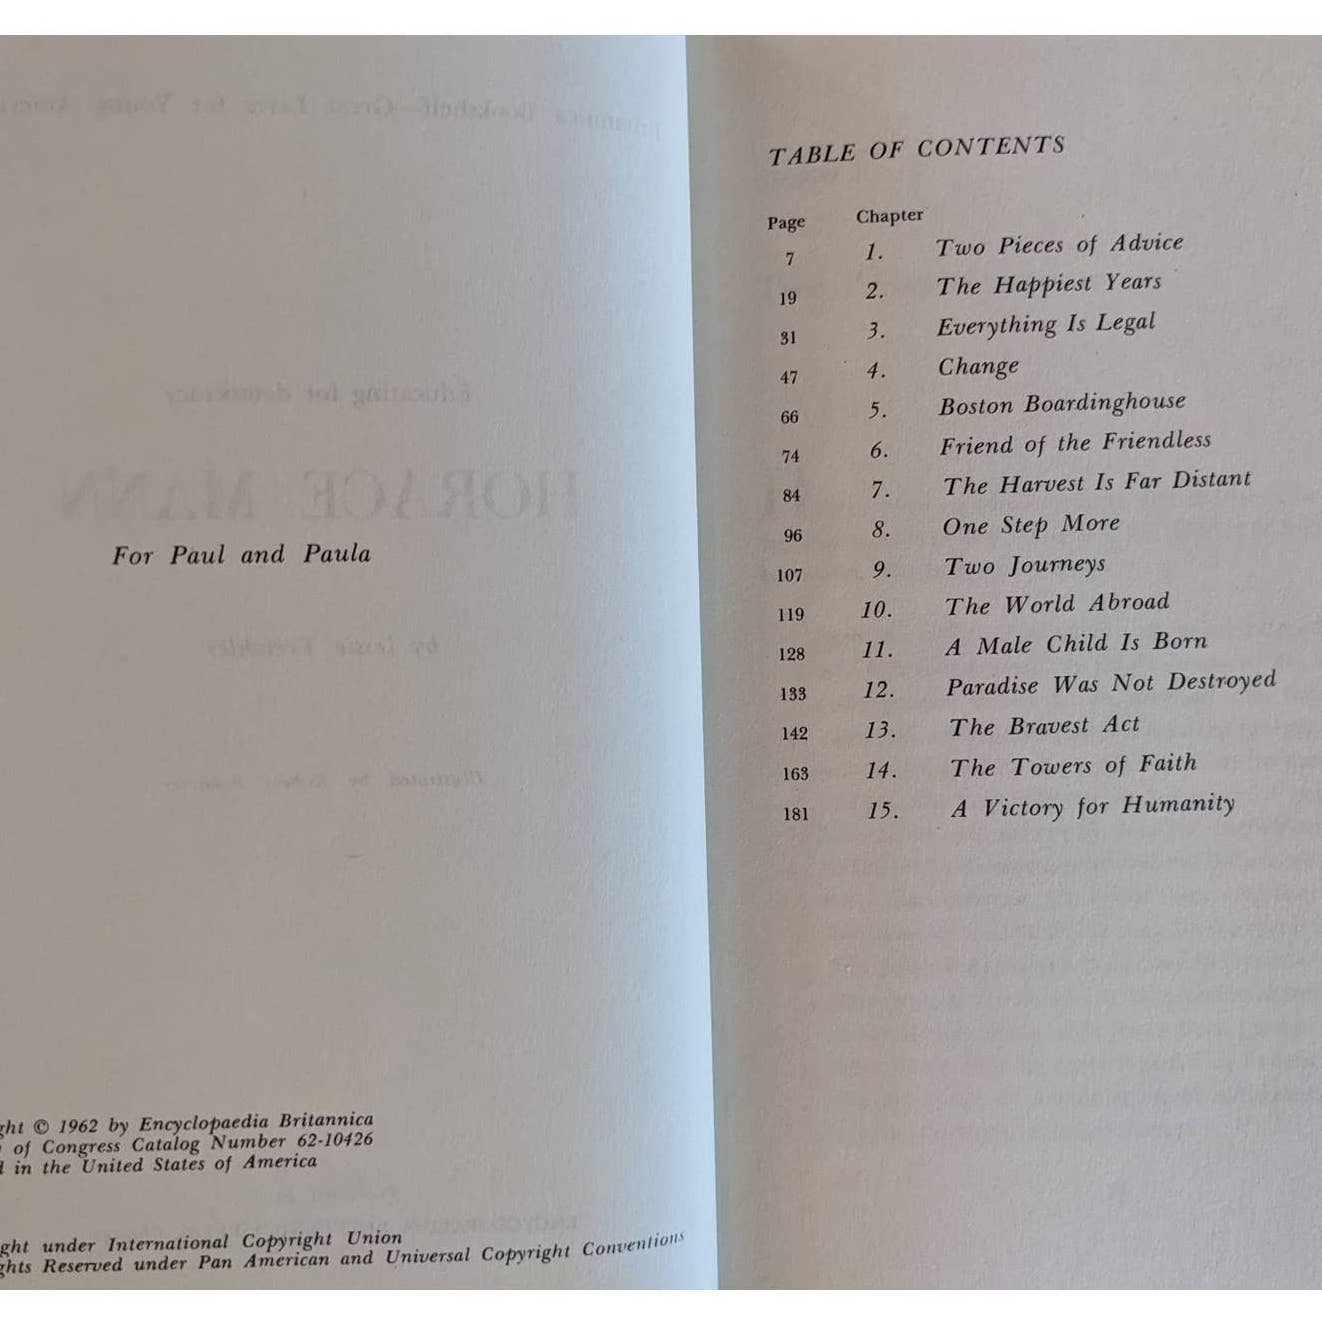 For Paul and Paula
ght © 1962 by Encyclopaedia Britannica
of Congress Catalog Number 62-10426
d in the United States of America
ght under International Copyright Union
ghts Reserved under Pan American and Universal Copyright Conventions
TABLE OF CONTENTS
Page Chapter
7 1. Two Pieces of Advice
19 2. The Happiest Years
31 3. Everything Is Legal
47 4. Change
66 5. Boston Boardinghouse
74 6. Friend of the Friendless
84 7. The Harvest Is Far Distant
96 8. One Step More
107 9. Two Journeys
119 10. The World Abroad
128 11. A Male Child Is Born
133 12. Paradise Was Not Destroyed
142 13. The Bravest Act
163 14. The Towers of Faith
181 15. A Victory for Humanity